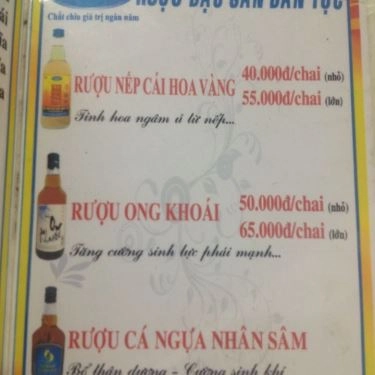 RƯỢU ĐẶC SẢN DÂN TỘC
Chắt chiu giá trị ngàn năm
RƯỢU NẾP CÁI HOA VÀNG
40.000đ/chai (nhỏ)
55.000đ/chai (lớn)
Tinh hoa ngâm ủ từ nếp...
RƯỢU ONG KHOÁI
50.000đ/chai (nhỏ)
65.000đ/chai (lớn)
Tăng cường sinh lực phái mạnh...
RƯỢU CÁ NGỰA NHÂN SÂM
Bổ thận dương - Cường sinh khí